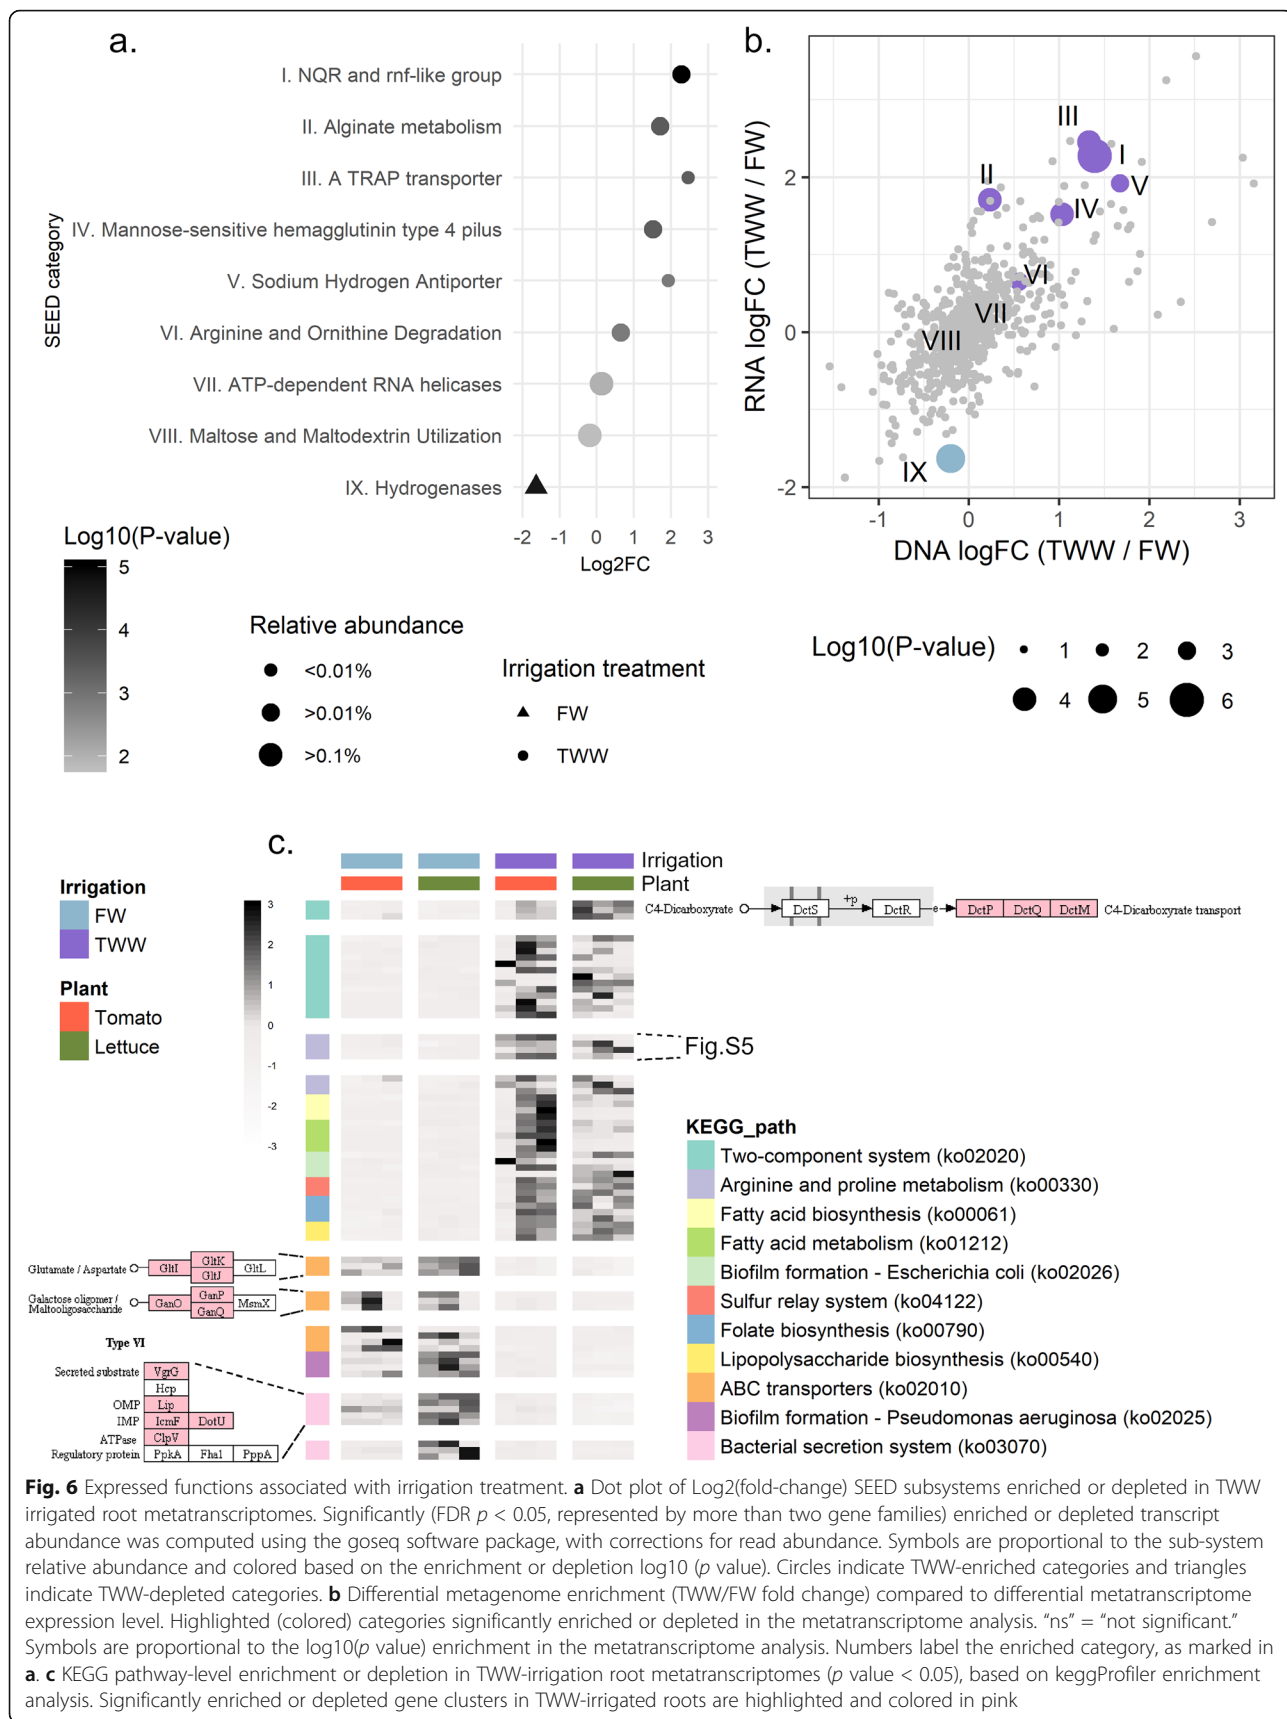 a.
SEED category
I. NQR and rnf-like group
II. Alginate metabolism
III. A TRAP transporter
IV. Mannose-sensitive hemagglutinin type 4 pilus
V. Sodium Hydrogen Antiporter
VI. Arginine and Ornithine Degradation
VII. ATP-dependent RNA helicases
VIII. Maltose and Maltodextrin Utilization
IX. Hydrogenases
-2 -1 0 1 2 3
Log2FC
b.
RNA logFC (TWW / FW)
2
0
-2
III
I
II
V
IV
VI
VII
VIII
IX
-1 0 1 2 3
DNA logFC (TWW / FW)
Log10(P-value)
5
4
3
2
Relative abundance
<0.01%
>0.01%
>0.1%
Irrigation treatment
FW
TWW
Log10(P-value) 1 2 3
4 5 6
c.
Irrigation
FW
TWW
Plant
Tomato
Lettuce
3
2
1
0
-1
-2
-3
Irrigation
Plant
C4-Dicarboxyrate DctS +p DctR e DctP DctQ DctM C4-Dicarboxyrate transport
Fig.S5
KEGG_path
Two-component system (ko02020)
Arginine and proline metabolism (ko00330)
Fatty acid biosynthesis (ko00061)
Fatty acid metabolism (ko01212)
Biofilm formation - Escherichia coli (ko02026)
Sulfur relay system (ko04122)
Folate biosynthesis (ko00790)
Lipopolysaccharide biosynthesis (ko00540)
ABC transporters (ko02010)
Biofilm formation - Pseudomonas aeruginosa (ko02025)
Bacterial secretion system (ko03070)
GltK
Glutamate / Aspartate GltI GltL
GltJ
Galactose oligomer / GanP
Maltooligosaccharide GanO MsmX
GanQ
Type VI
Secreted substrate VgrG
Hcp
OMP Lip
IMP IcmF DotU
ATPase ClpV
Regulatory protein PpkA Fha1 PppA
Fig. 6 Expressed functions associated with irrigation treatment. a Dot plot of Log2(fold-change) SEED subsystems enriched or depleted in TWW
irrigated root metatranscriptomes. Significantly (FDR p < 0.05, represented by more than two gene families) enriched or depleted transcript
abundance was computed using the goseq software package, with corrections for read abundance. Symbols are proportional to the sub-system
relative abundance and colored based on the enrichment or depletion log10 (p value). Circles indicate TWW-enriched categories and triangles
indicate TWW-depleted categories. b Differential metagenome enrichment (TWW/FW fold change) compared to differential metatranscriptome
expression level. Highlighted (colored) categories significantly enriched or depleted in the metatranscriptome analysis. “ns” = “not significant.”
Symbols are proportional to the log10(p value) enrichment in the metatranscriptome analysis. Numbers label the enriched category, as marked in
a. c KEGG pathway-level enrichment or depletion in TWW-irrigation root metatranscriptomes (p value < 0.05), based on keggProfiler enrichment
analysis. Significantly enriched or depleted gene clusters in TWW-irrigated roots are highlighted and colored in pink